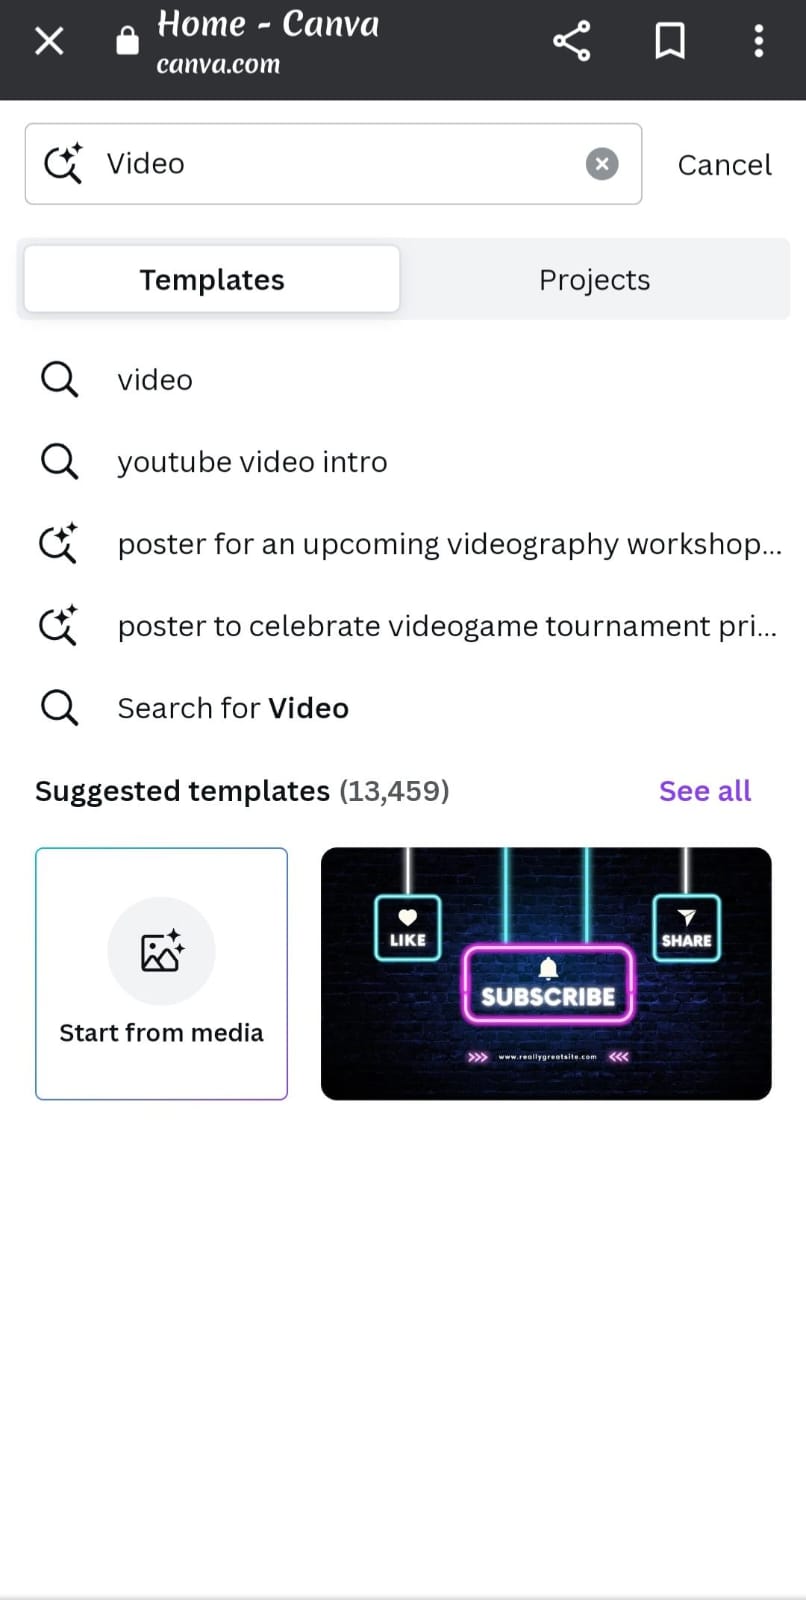 Home - Canva
canva.com
Video
Cancel
Templates
Projects
video
youtube video intro
poster for an upcoming videography workshop...
poster to celebrate videogame tournament pri...
Search for Video
Suggested templates (13,459)
See all
Start from media
LIKE
SHARE
SUBSCRIBE
>>> www.reallygreatsite.com <<<